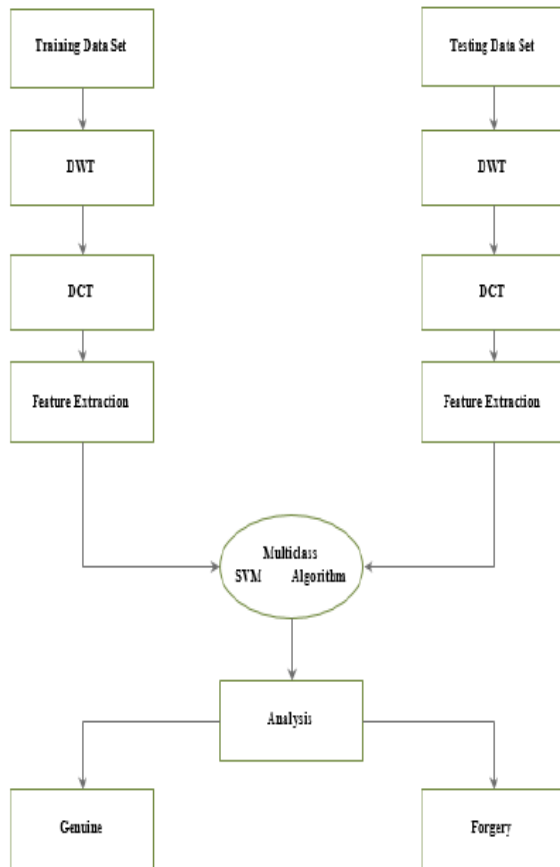 Training Data Set
Testing Data Set
DWT
DWT
DCT
DCT
Feature Extraction
Feature Extraction
Multiclass
SVM Algorithm
Analysis
Genuine
Forgery